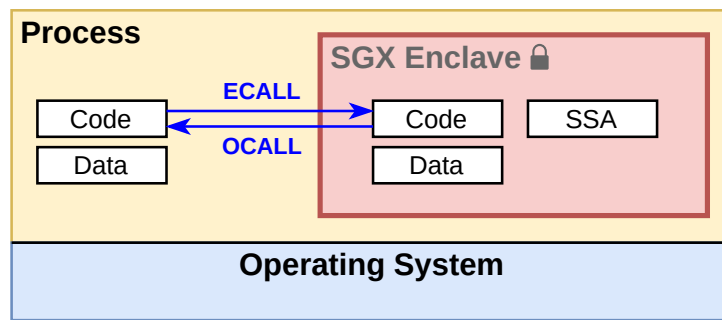 Process
SGX Enclave
ECALL
Code
Code
SSA
OCALL
Data
Data
Operating System